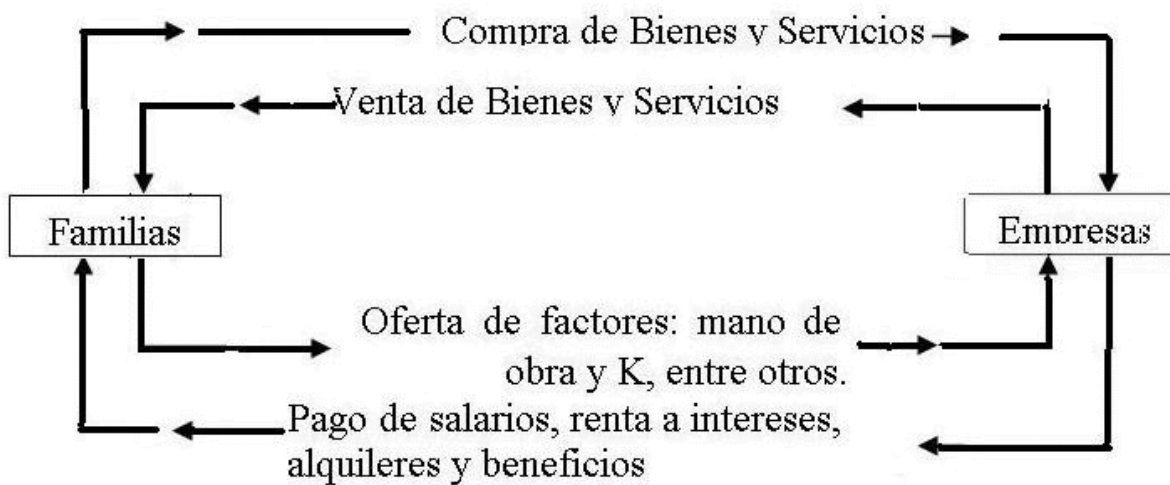 Compra de Bienes y Servicios
Venta de Bienes y Servicios
Familias
Empresas
Oferta de factores: mano de
obra y K, entre otros.
Pago de salarios, renta a intereses,
alquileres y beneficios